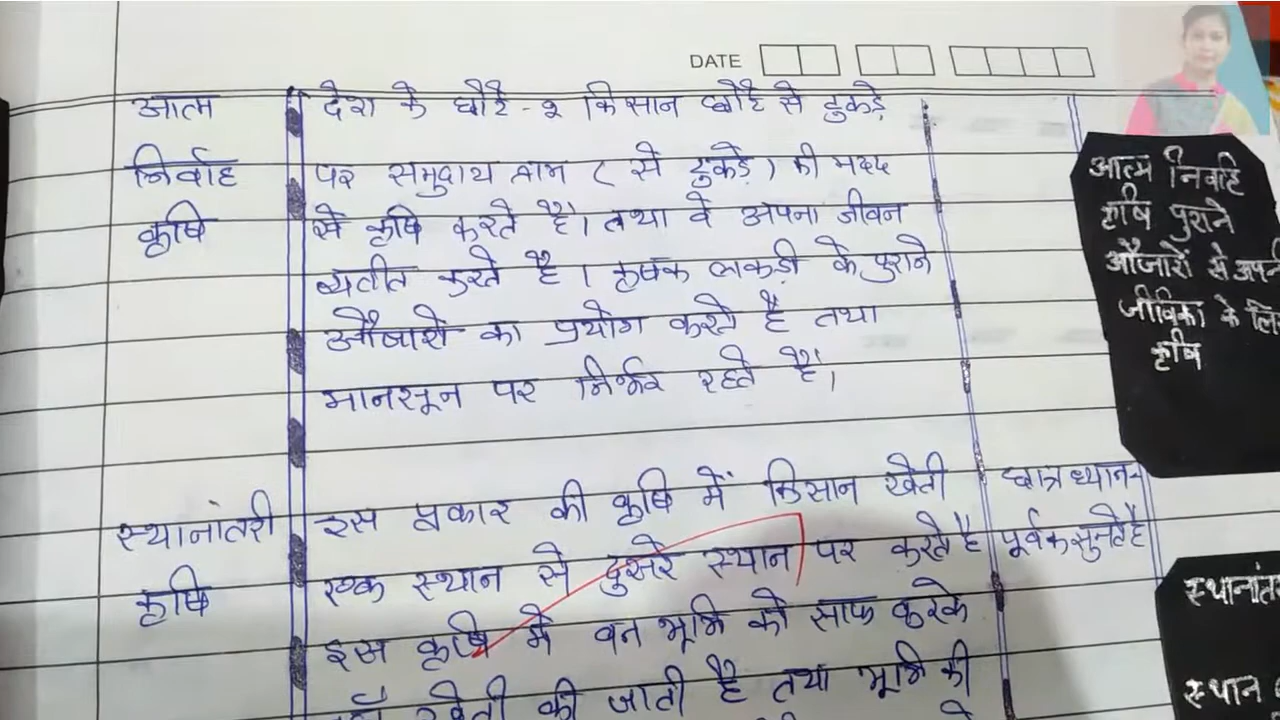 DATE
आत्म
निर्वाह
कृषि
देश के छोटे-२ किसान छोटे से टुकड़े
पर समुदाय ( से टुकड़े ) की मदद
से कृषि करते है। तथा वे अपना जीवन
व्यतीत करते है। कृषक लकड़ी के पुराने
औजारो का प्रयोग करते है तथा
मानसून पर निर्भर रहते है।
स्थानांतरी
कृषि
इस प्रकार की कृषि में किसान खेती
एक स्थान से दुसरे स्थान पर करते है
इस कृषि में वन भूमि को साफ करके
खेती की जाती है तथा भूमि की
छात्र ध्यान-
पूर्वक सुनते है
आत्म निर्वाह
कृषि पुराने
औजारों से अपनी
जीविका के लि
कृषि
स्थानांत
स्थान